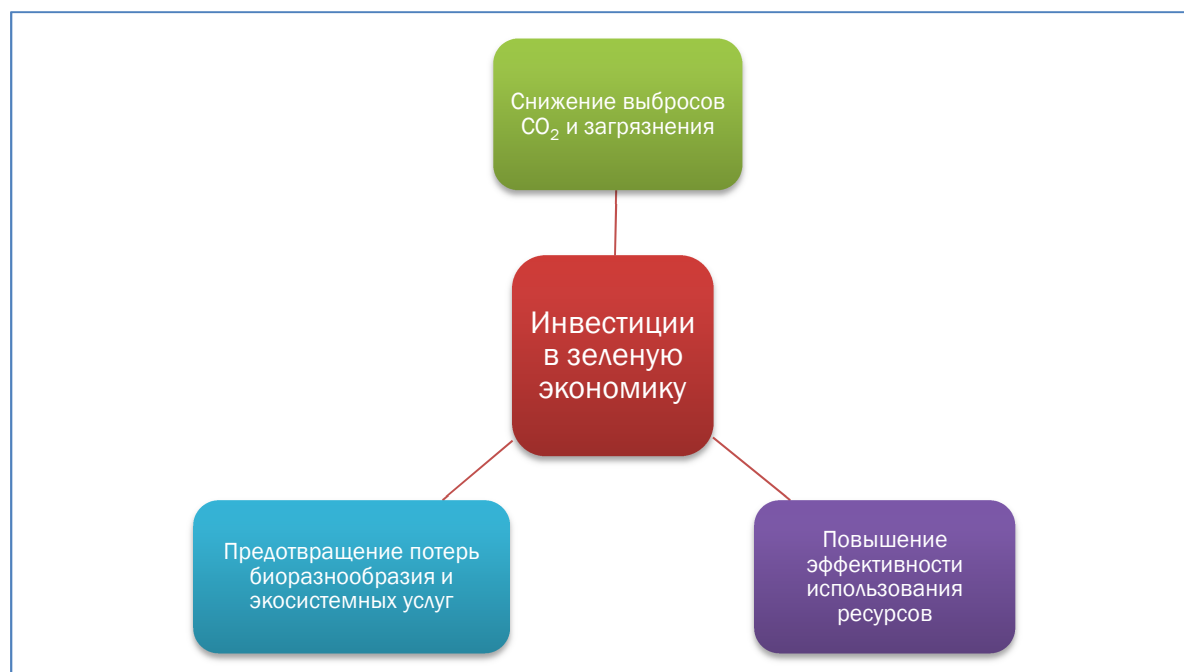 Снижение выбросов
CO₂ и загрязнения
Инвестиции
в зеленую
экономику
Предотвращение потерь
биоразнообразия и
экосистемных услуг
Повышение
эффективности
использования
ресурсов